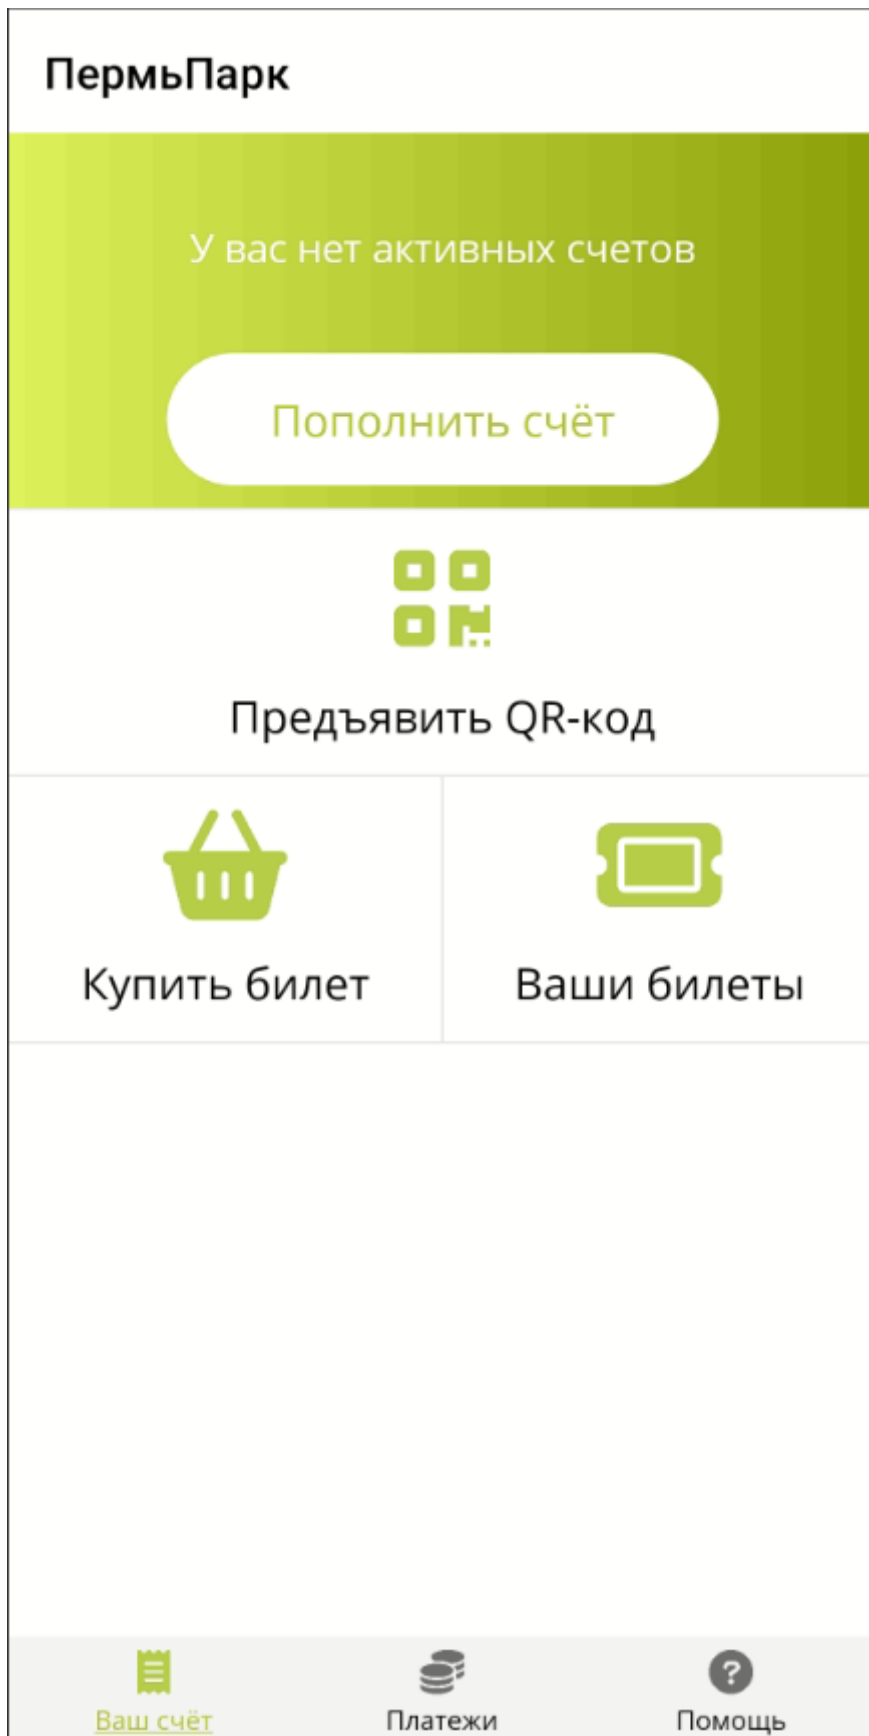 ПермьПарк
У вас нет активных счетов
Пополнить счёт
Предъявить QR-код
Купить билет
Ваши билеты
Ваш счёт
Платежи
Помощь